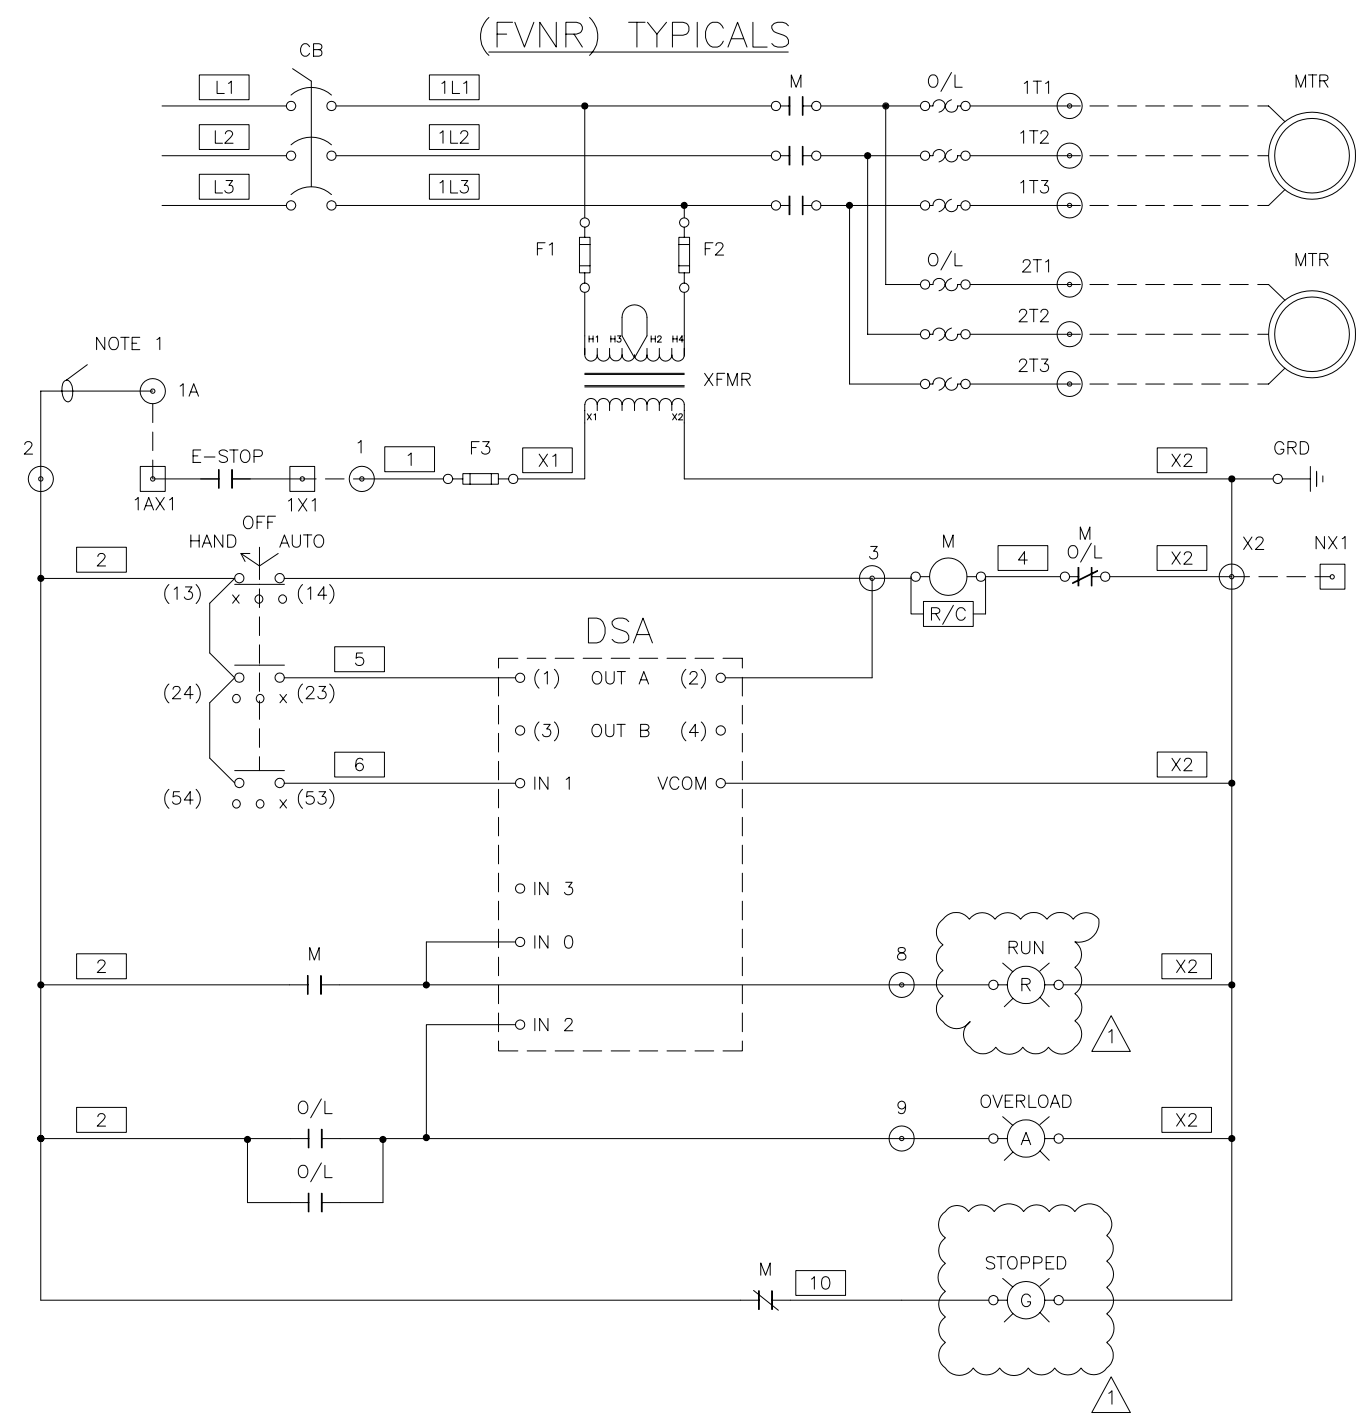 (FVNR) TYPICALS
CB
L1
1L1
M
O/L
1T1
MTR
L2
1L2
1T2
L3
1L3
1T3
F1
F2
O/L
2T1
MTR
2T2
2T3
H1 H3 H2 H4
XFMR
X1 X2
NOTE 1
1A
2
E-STOP
1
1
F3
X1
X2
GRD
1AX1
1X1
OFF
HAND
AUTO
2
(13)
x o o
(14)
3
M
4
M
O/L
X2
X2
NX1
R/C
DSA
5
(24)
o o x
(23)
(1) OUT A (2)
(3) OUT B (4)
6
(54)
o o x
(53)
IN 1
VCOM
X2
IN 3
IN 0
2
M
8
RUN
R
X2
IN 2
1
2
O/L
9
OVERLOAD
A
X2
O/L
M
10
STOPPED
G
1